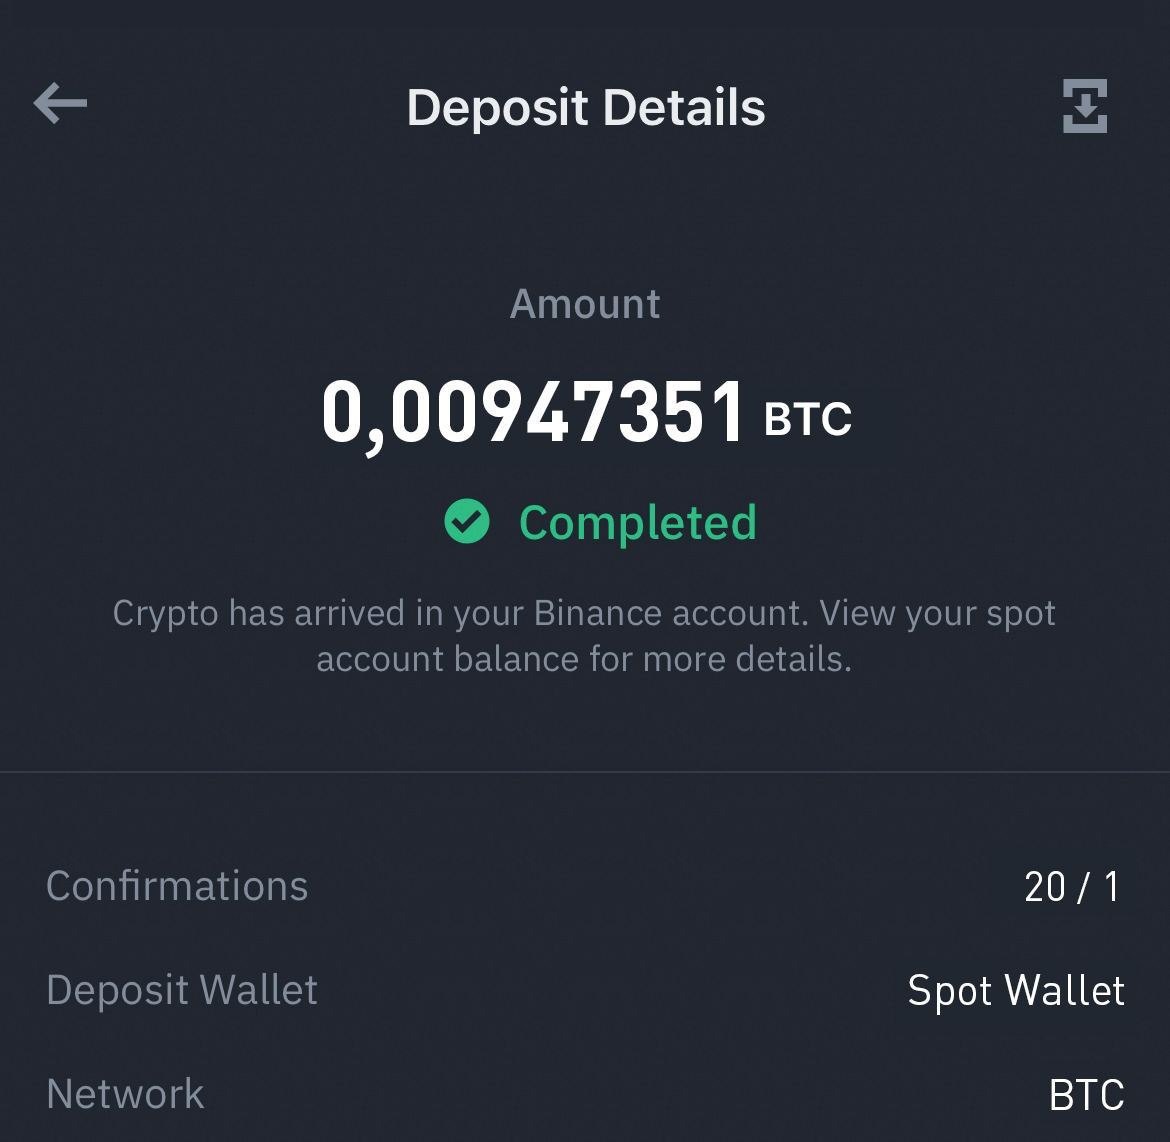 Deposit Details
Amount
0,00947351 BTC
Completed
Crypto has arrived in your Binance account. View your spot
account balance for more details.
Confirmations 20 / 1
Deposit Wallet Spot Wallet
Network BTC